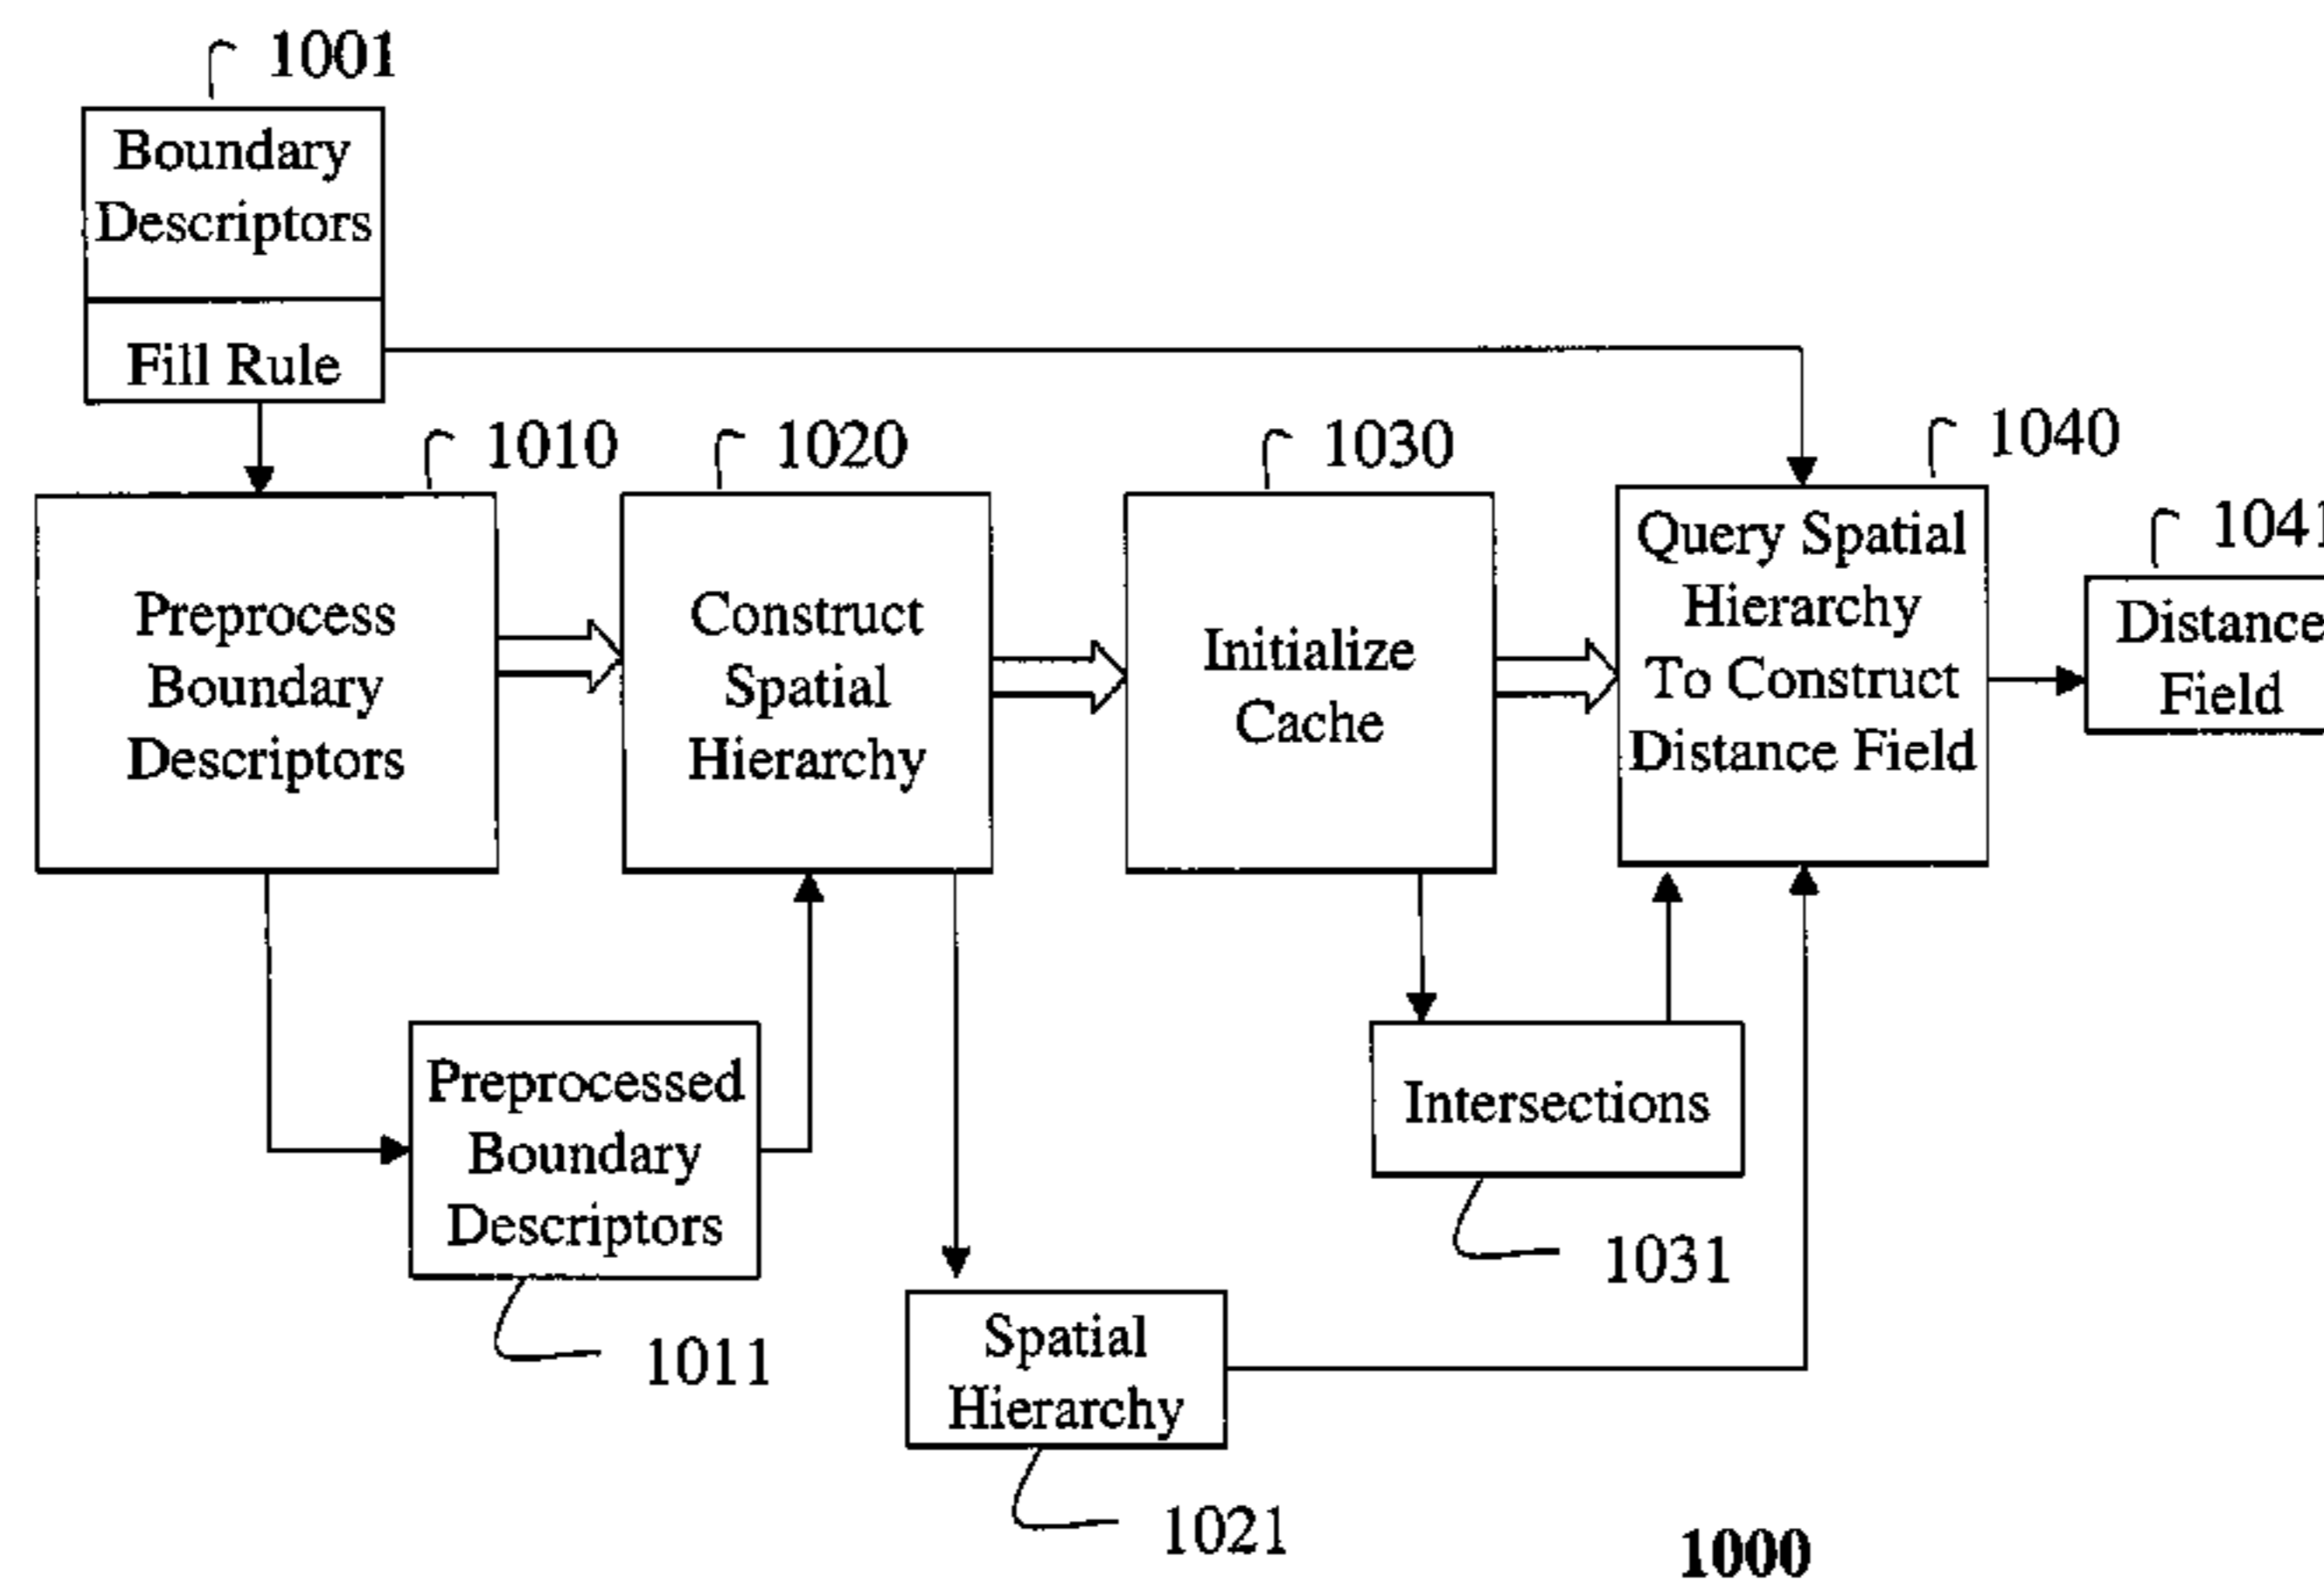 1001
Boundary
Descriptors
Fill Rule
1010
1020
1030
1040
1041
Preprocess
Boundary
Descriptors
Construct
Spatial
Hierarchy
Initialize
Cache
Query Spatial
Hierarchy
To Construct
Distance Field
Distance
Field
Preprocessed
Boundary
Descriptors
1011
Intersections
1031
Spatial
Hierarchy
1021
1000